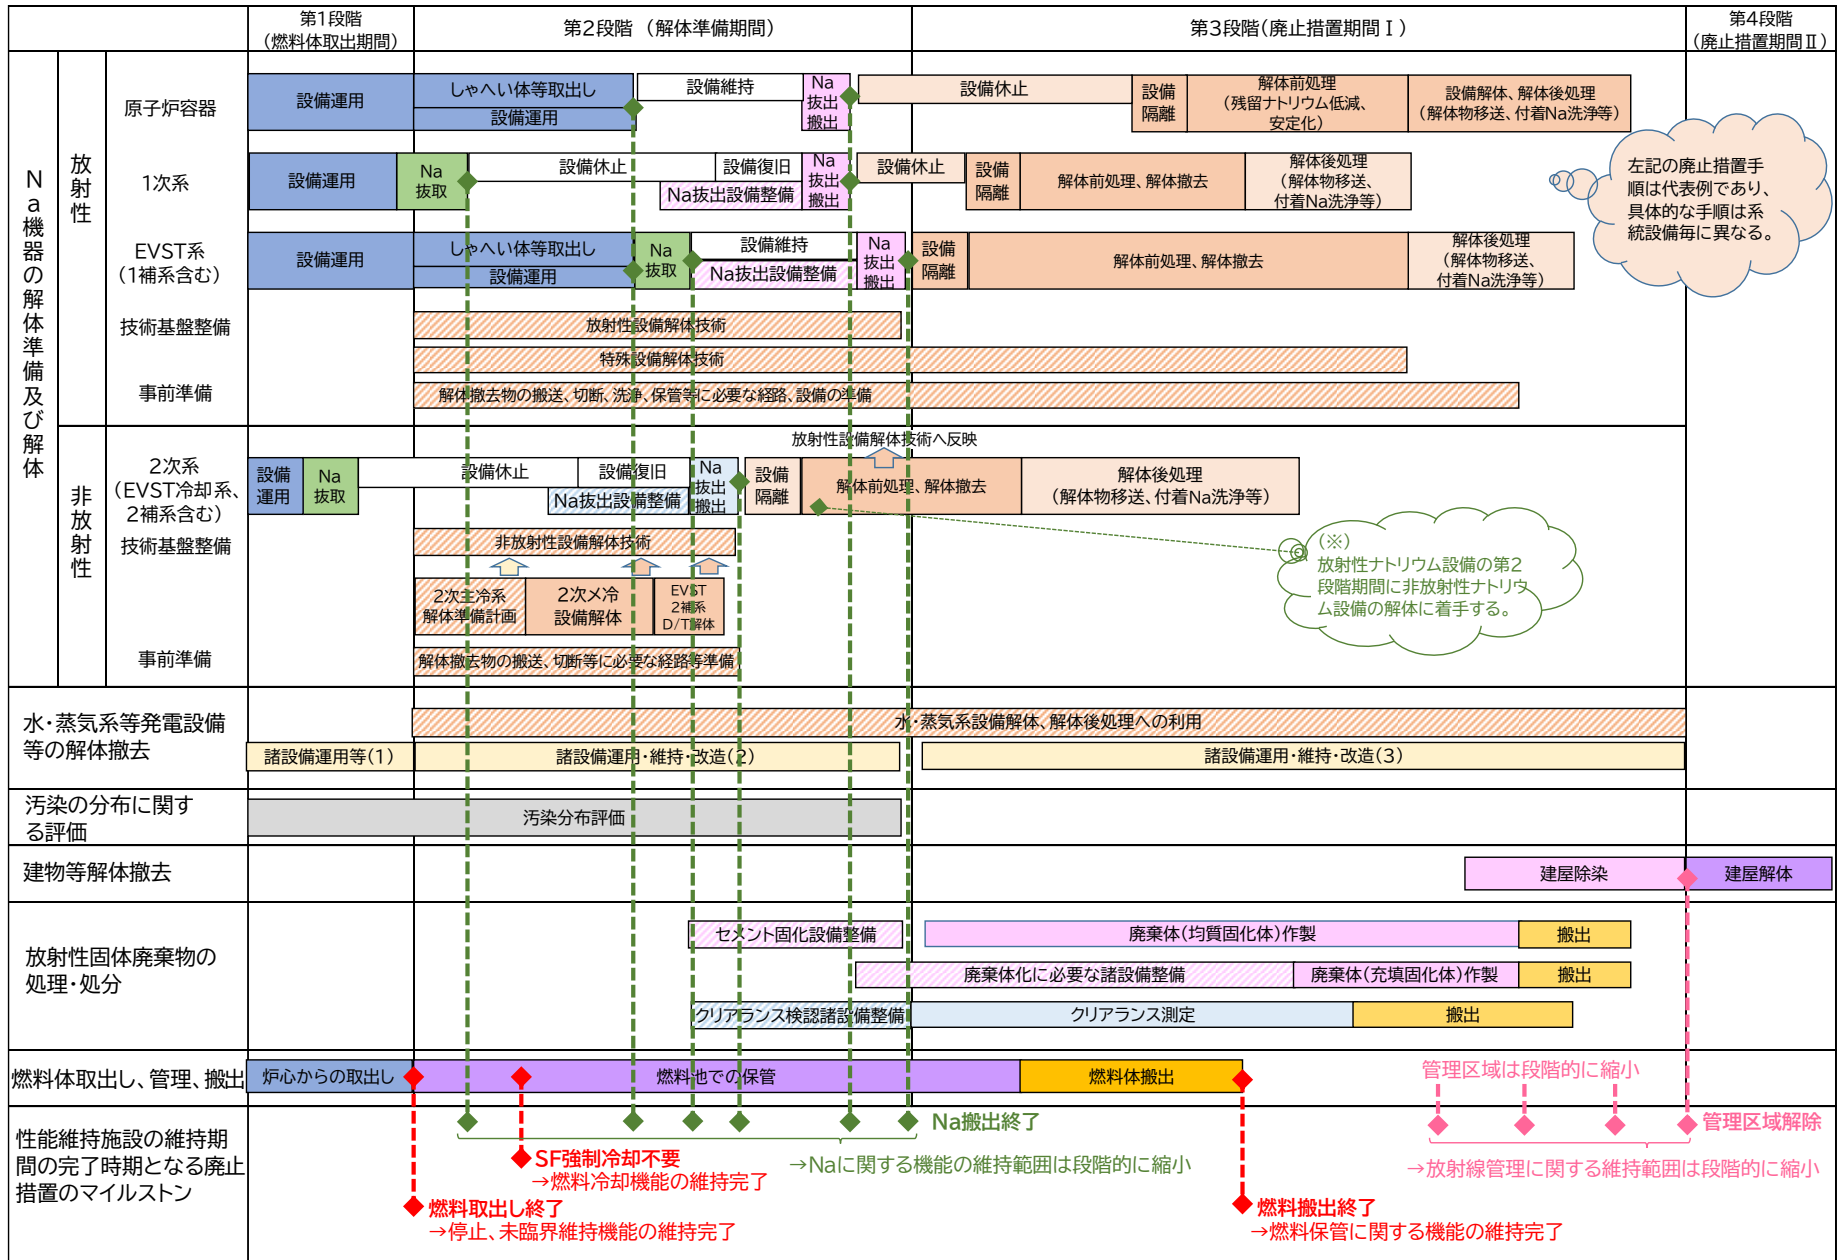 第1段階
(燃料体取出期間)
第2段階 (解体準備期間)
第3段階(廃止措置期間Ⅰ)
第4段階
(廃止措置期間Ⅱ)
Na機器の解体準備及び解体
放射性
原子炉容器
設備運用
しゃへい体等取出し
設備運用
設備維持
Na
抜出
搬出
設備休止
設備
隔離
解体前処理
(残留ナトリウム低減、
安定化)
設備解体、解体後処理
(解体物移送、付着Na洗浄等)
1次系
設備運用
Na
抜取
設備休止
設備復旧
Na抜出設備整備
Na
抜出
搬出
設備休止
設備
隔離
解体前処理、解体撤去
解体後処理
(解体物移送、
付着Na洗浄等)
左記の廃止措置手
順は代表例であり、
具体的な手順は系
統設備毎に異なる。
EVST系
(1補系含む)
設備運用
しゃへい体等取出し
設備運用
Na
抜取
設備維持
Na抜出設備整備
Na
抜出
搬出
設備
隔離
解体前処理、解体撤去
解体後処理
(解体物移送、
付着Na洗浄等)
技術基盤整備
放射性設備解体技術
特殊設備解体技術
事前準備
解体撤去物の搬送、切断、洗浄、保管等に必要な経路、設備の準備
非放射性
放射性設備解体技術へ反映
2次系
(EVST冷却系、
2補系含む)
設備
運用
Na
抜取
設備休止
設備復旧
Na抜出設備整備
Na
抜出
搬出
設備
隔離
解体前処理、解体撤去
解体後処理
(解体物移送、付着Na洗浄等)
技術基盤整備
非放射性設備解体技術
2次主冷系
解体準備計画
2次メ冷
設備解体
EVST
2補系
D/T解体
(※)
放射性ナトリウム設備の第2
段階期間に非放射性ナトリウ
ム設備の解体に着手する。
事前準備
解体撤去物の搬送、切断等に必要な経路等準備
水・蒸気系等発電設備
等の解体撤去
水・蒸気系設備解体、解体後処理への利用
諸設備運用等(1)
諸設備運用・維持・改造(2)
諸設備運用・維持・改造(3)
汚染の分布に関す
る評価
汚染分布評価
建物等解体撤去
建屋除染
建屋解体
放射性固体廃棄物の
処理・処分
セメント固化設備整備
廃棄体(均質固化体)作製
搬出
廃棄体化に必要な諸設備整備
廃棄体(充填固化体)作製
搬出
クリアランス検認諸設備整備
クリアランス測定
搬出
燃料体取出し、管理、搬出
炉心からの取出し
燃料池での保管
燃料体搬出
管理区域は段階的に縮小
性能維持施設の維持期
間の完了時期となる廃止
措置のマイルストン
Na搬出終了
→Naに関する機能の維持範囲は段階的に縮小
管理区域解除
→放射線管理に関する維持範囲は段階的に縮小
SF強制冷却不要
→燃料冷却機能の維持完了
燃料取出し終了
→停止、未臨界維持機能の維持完了
燃料搬出終了
→燃料保管に関する機能の維持完了